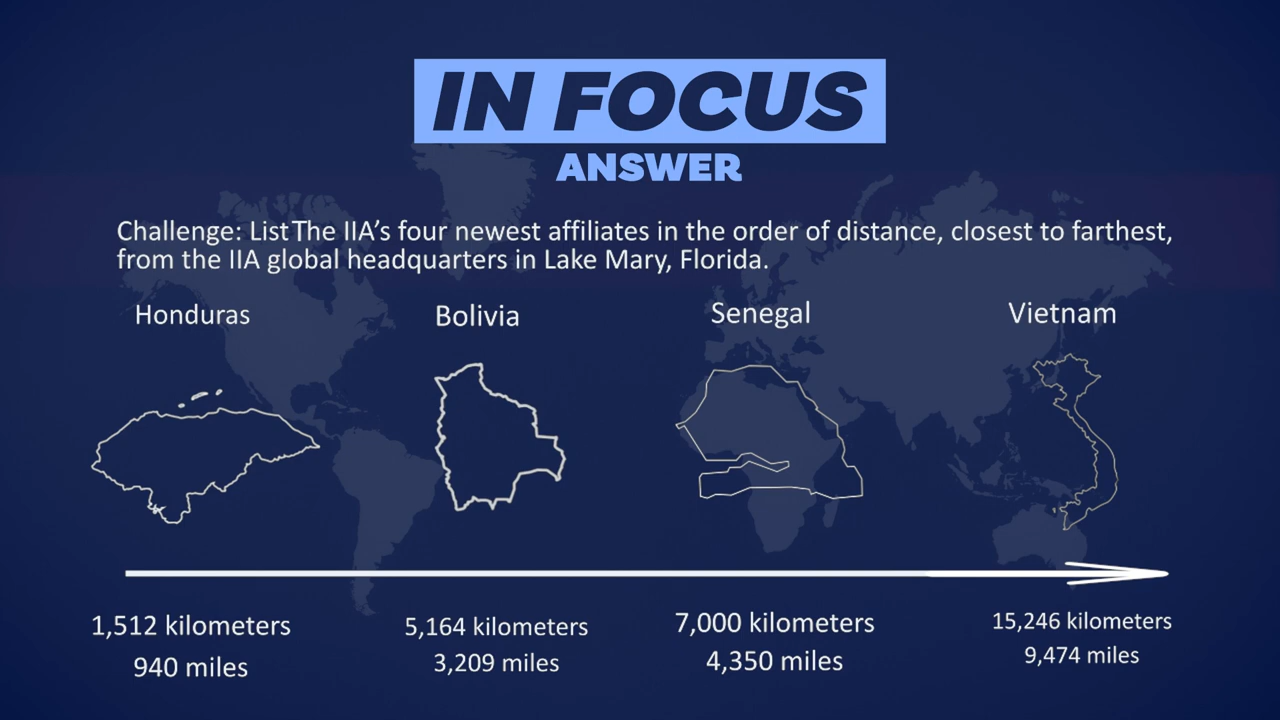 IN FOCUS
ANSWER
Challenge: ListThe IIA’s four newest affiliates in the order of distance, closest to farthest,
from the IIA global headquarters in Lake Mary, Florida.
Honduras
Bolivia
Senegal
Vietnam
1,512 kilometers
940 miles
5,164 kilometers
3,209 miles
7,000 kilometers
4,350 miles
15,246 kilometers
9,474 miles